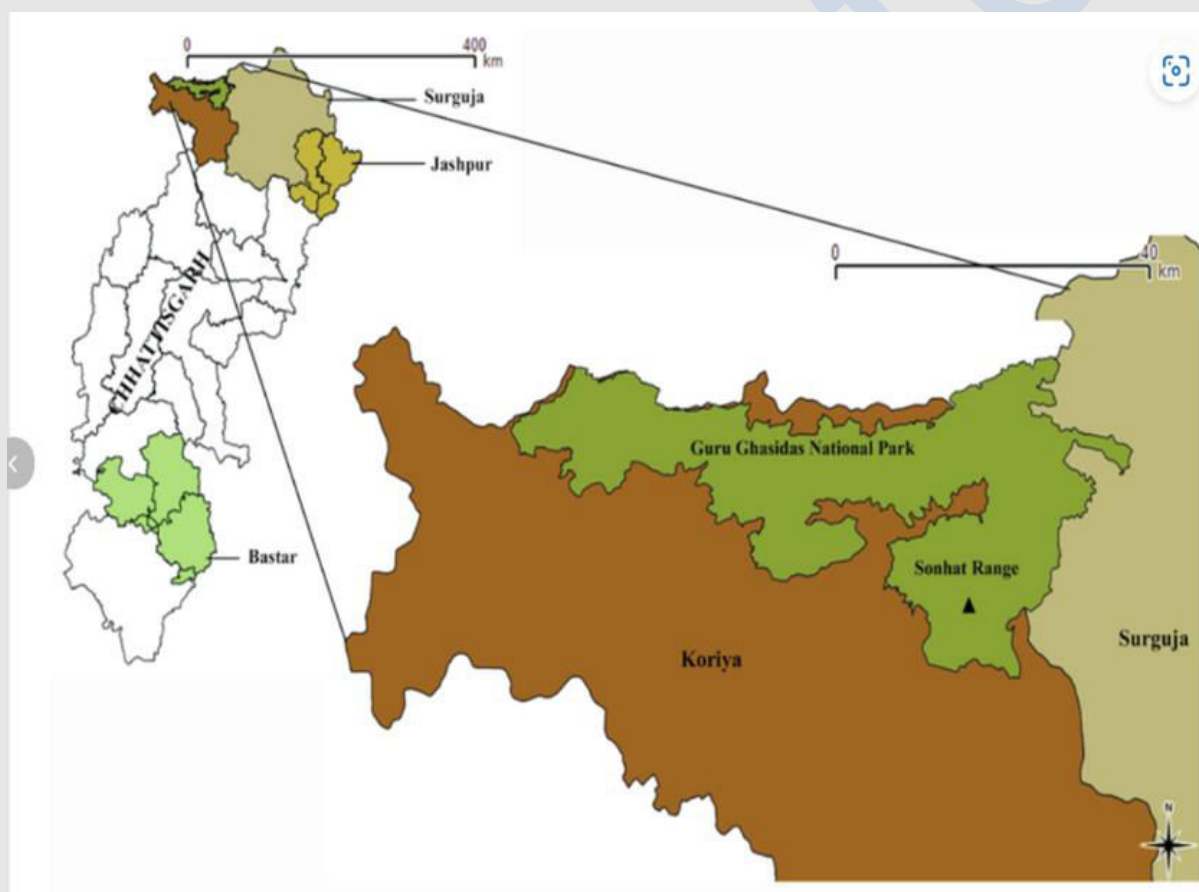 0 400
km
Surguja
Jashpur
CHHATTISGARH
Bastar
0 40
km
Guru Ghasidas National Park
Sonhat Range
Koriya
Surguja
N